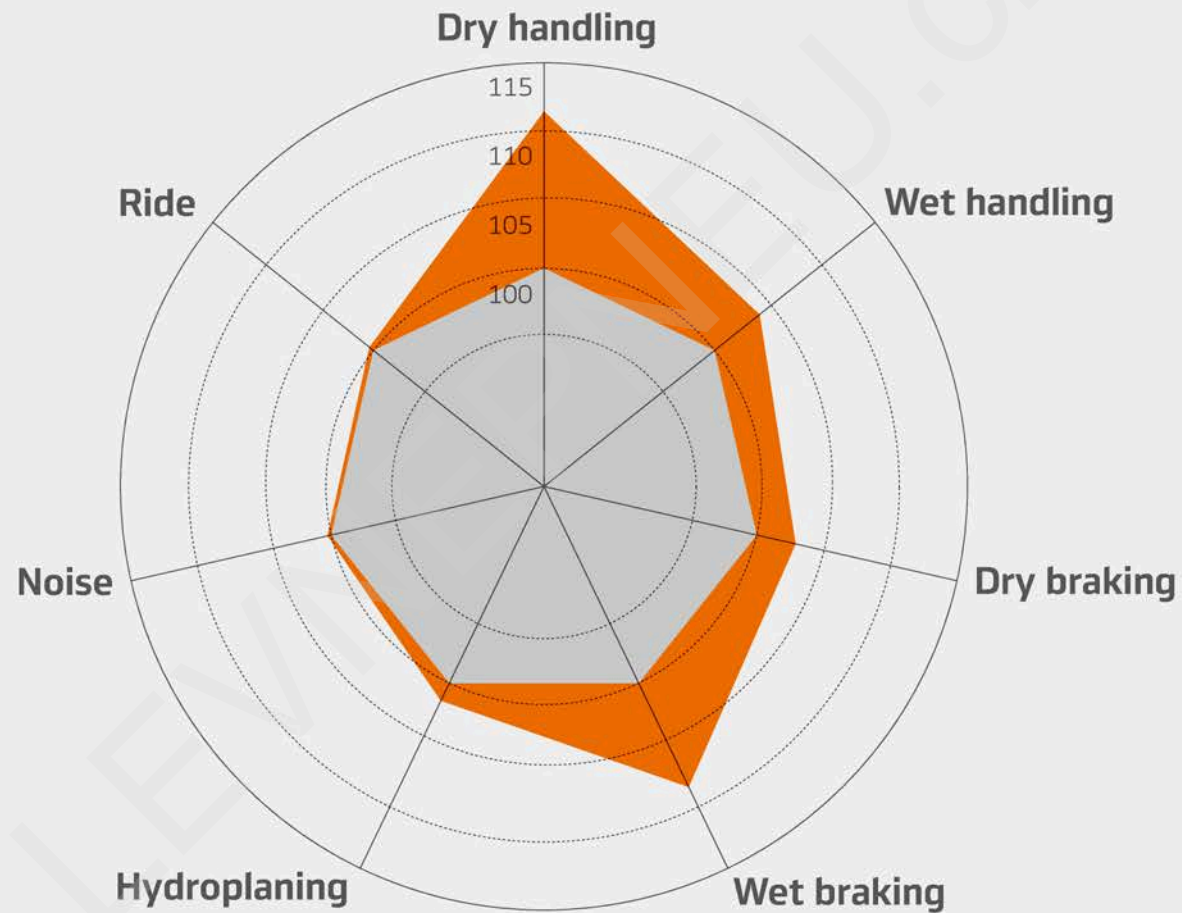 Dry handling
115
110
105
100
Ride
Wet handling
Noise
Dry braking
Hydroplaning
Wet braking